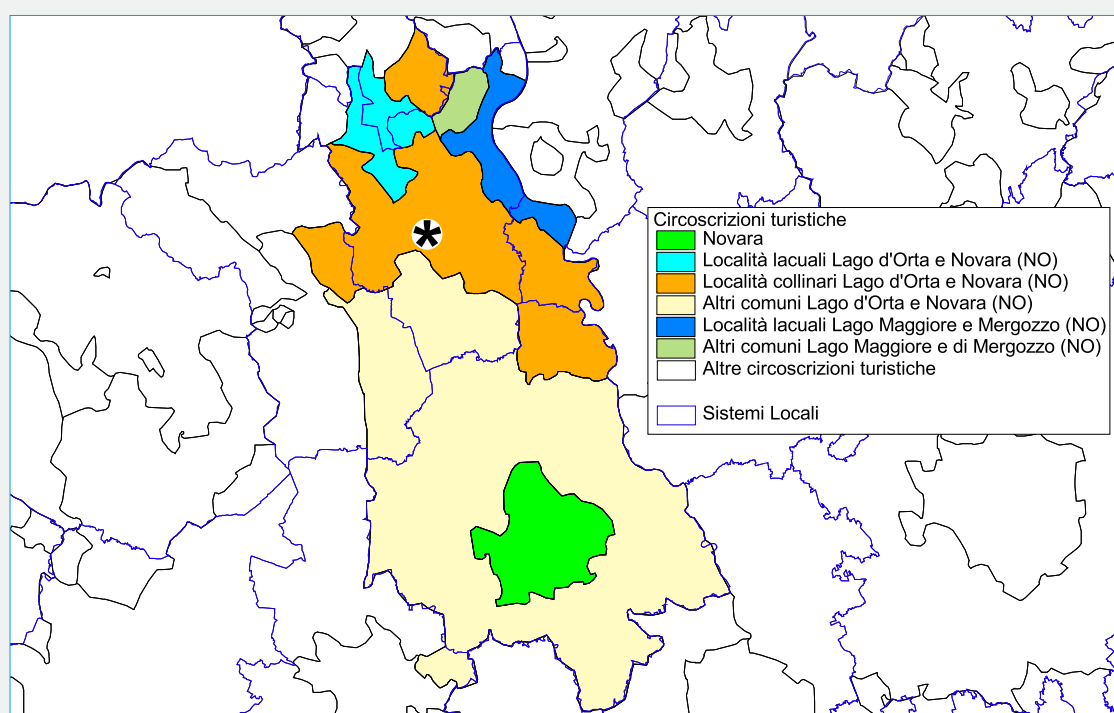 Circoscrizioni turistiche
Novara
Località lacuali Lago d'Orta e Novara (NO)
Località collinari Lago d'Orta e Novara (NO)
Altri comuni Lago d'Orta e Novara (NO)
Località lacuali Lago Maggiore e Mergozzo (NO)
Altri comuni Lago Maggiore e di Mergozzo (NO)
Altre circoscrizioni turistiche
Sistemi Locali